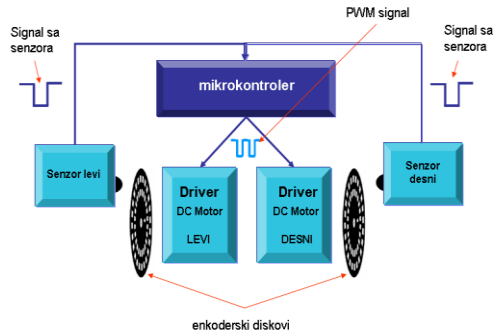 PWM signal
Signal sa
senzora
Signal sa
senzora
mikrokontroler
Senzor levi
Driver
DC Motor
LEVI
Driver
DC Motor
DESNI
Senzor
desni
enkoderski diskovi